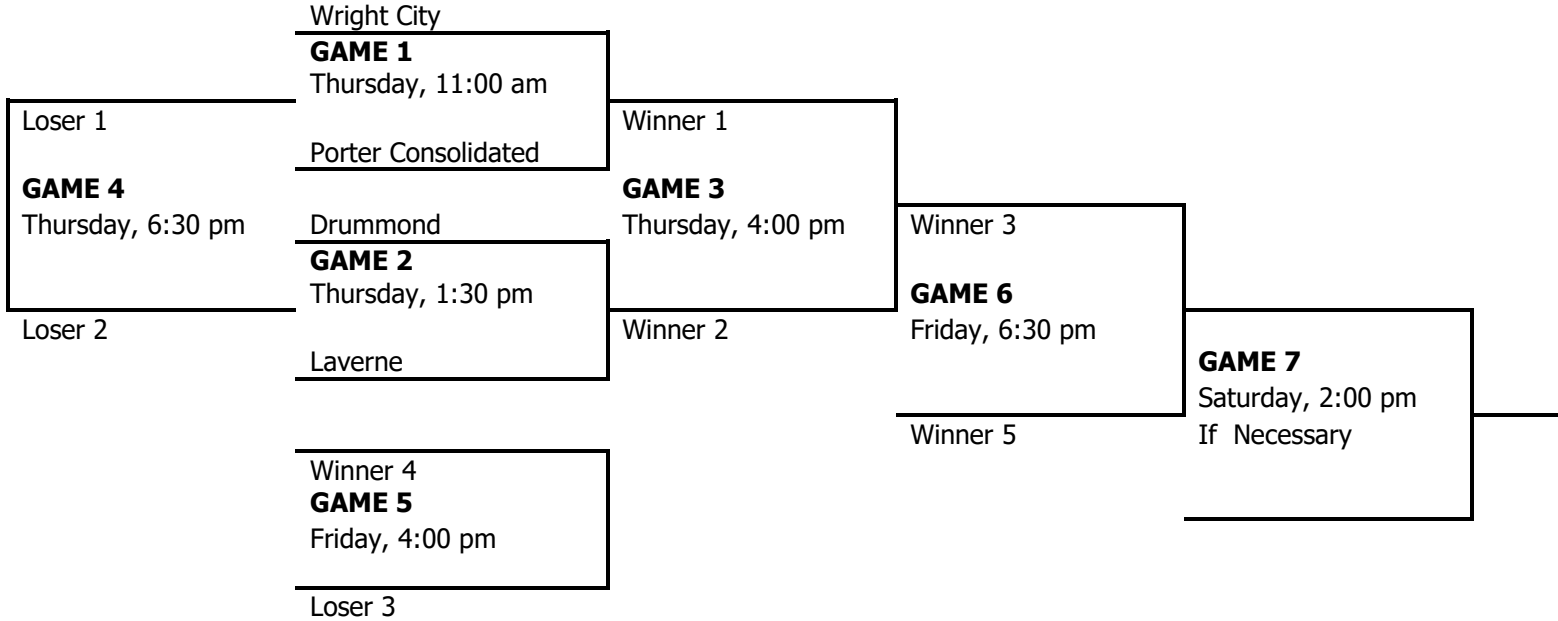 Wright City
GAME 1
Thursday, 11:00 am
Loser 1
Winner 1
Porter Consolidated
GAME 4
GAME 3
Thursday, 6:30 pm
Drummond
Thursday, 4:00 pm
Winner 3
GAME 2
Thursday, 1:30 pm
GAME 6
Loser 2
Winner 2
Friday, 6:30 pm
Laverne
GAME 7
Saturday, 2:00 pm
Winner 5
If Necessary
Winner 4
GAME 5
Friday, 4:00 pm
Loser 3